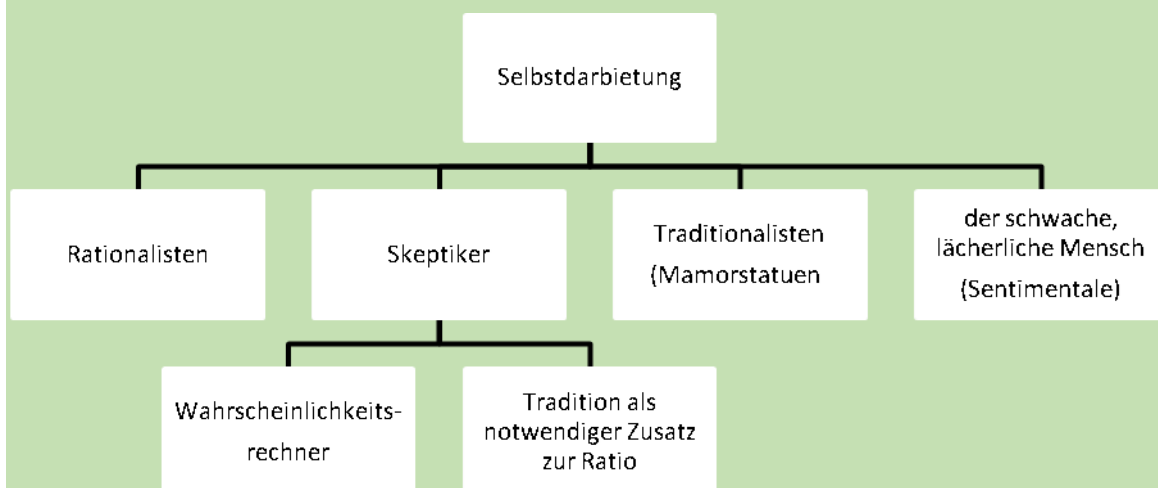 Selbstdarbietung
Rationalisten
Skeptiker
Traditionalisten
(Mamorstatuen
der schwache,
lächerliche Mensch
(Sentimentale)
Wahrscheinlichkeits-
rechner
Tradition als
notwendiger Zusatz
zur Ratio